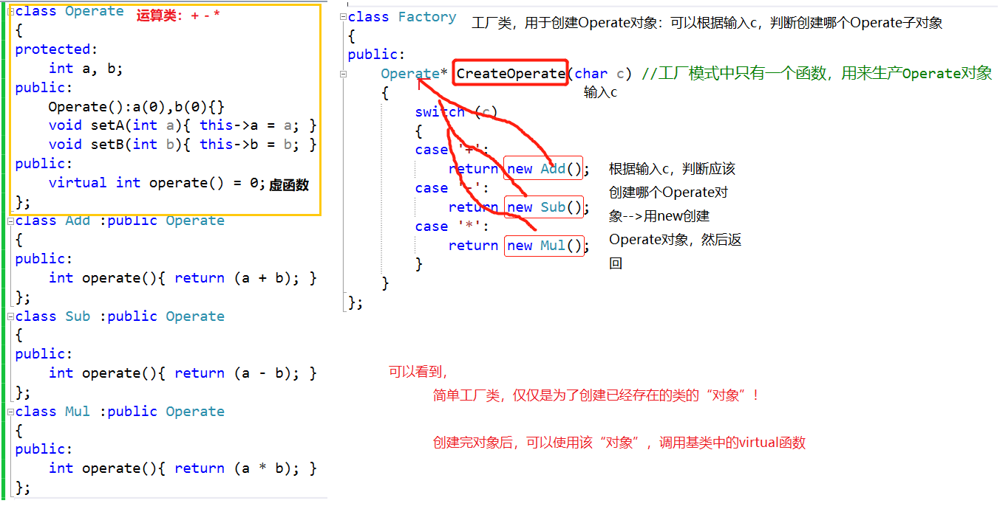 class Operate 运算类：+ - *
{
protected:
int a, b;
public:
Operate():a(0),b(0){}
void setA(int a){ this->a = a; }
void setB(int b){ this->b = b; }
public:
virtual int operate() = 0; 虚函数
};
class Add :public Operate
{
public:
int operate(){ return (a + b); }
};
class Sub :public Operate
{
public:
int operate(){ return (a - b); }
};
class Mul :public Operate
{
public:
int operate(){ return (a * b); }
};
class Factory 工厂类，用于创建Operate对象：可以根据输入c，判断创建哪个Operate子对象
{
public:
Operate* CreateOperate(char c) //工厂模式中只有一个函数，用来生产Operate对象
{ 输入c
switch (c)
{
case '+':
return new Add();
case '-':
return new Sub();
case '*':
return new Mul();
}
}
};
根据输入c，判断应该
创建哪个Operate对
象-->用new创建
Operate对象，然后返
回
可以看到，
简单工厂类，仅仅是为了创建已经存在的类的“对象”！
创建完对象后，可以使用该“对象”，调用基类中的virtual函数